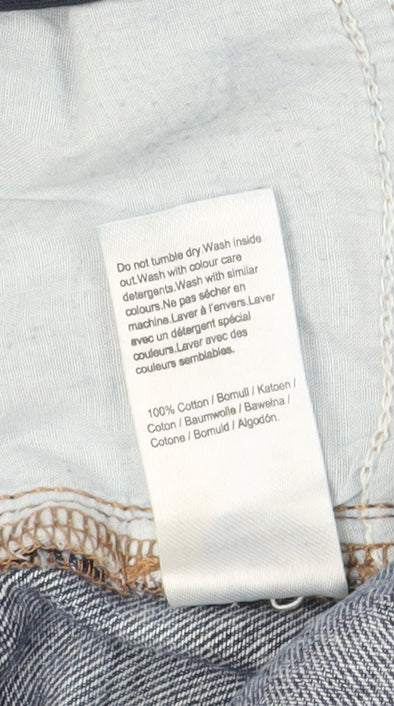 Do not tumble dry.Wash inside
out.Wash with colour care
detergants.Wash with similar
colours.Ne pas sécher en
machine.Laver à l'envers.Laver
avec un détergent spécial
couleurs.Laver avec des
couleurs semblables.
100% Cotton / Bomull / Katoen /
Coton / Baumwolle / Bawełna /
Cotone / Bomuld / Algodón.